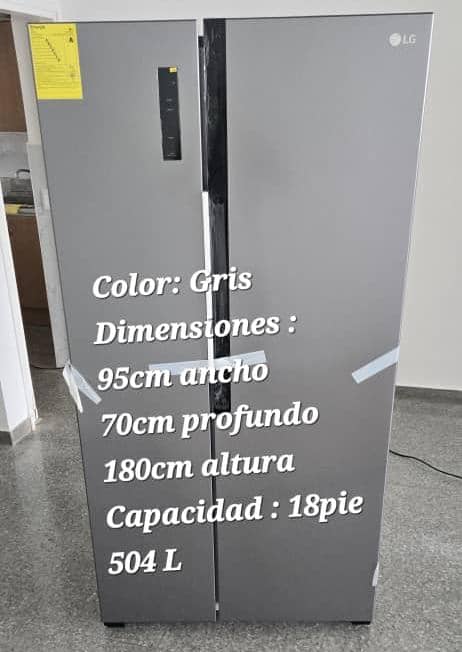 LG
Color: Gris
Dimensiones :
95cm ancho
70cm profundo
180cm altura
Capacidad : 18pie
504 L